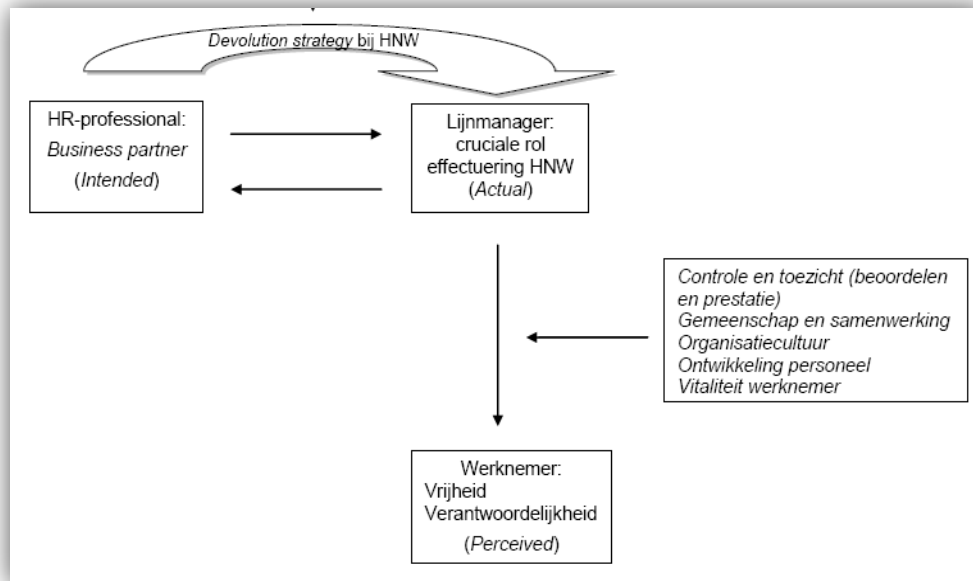 Devolution strategy bij HNW
HR-professional:
Business partner
(Intended)
Lijnmanager:
cruciale rol
effectuering HNW
(Actual)
Controle en toezicht (beoordelen
en prestatie)
Gemeenschap en samenwerking
Organisatiecultuur
Ontwikkeling personeel
Vitaliteit werknemer
Werknemer:
Vrijheid
Verantwoordelijkheid
(Perceived)